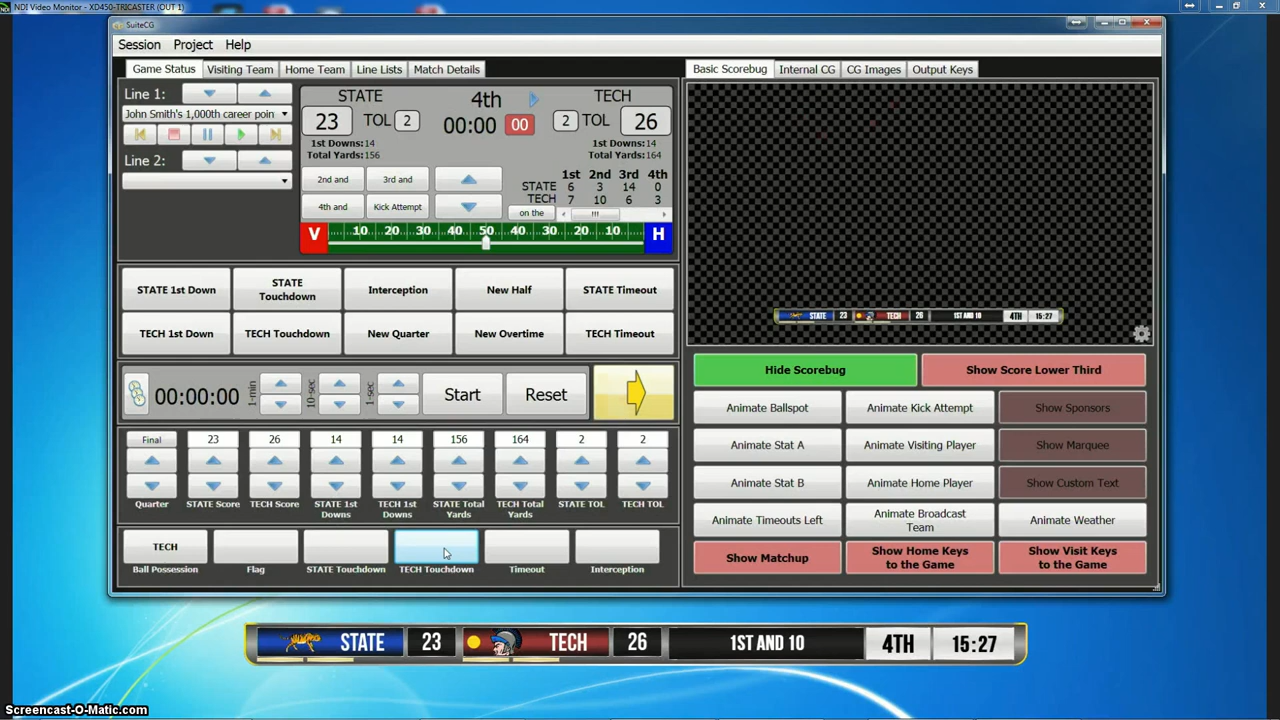 NDI Video Monitor - XD450-TRICASTER (OUT 1)
SuiteCG
Session Project Help
Game Status Visiting Team Home Team Line Lists Match Details
Basic Scorebug Internal CG CG Images Output Keys
Line 1:
John Smith's 1,000th career poin
Line 2:
STATE 4th TECH
23 TOL 2 00:00 00 2 TOL 26
1st Downs:14 1st Downs:14
Total Yards:156 Total Yards:164
2nd and 3rd and
4th and Kick Attempt on the
1st 2nd 3rd 4th
STATE 6 3 14 0
TECH 7 10 6 3
V 10 20 30 40 50 40 30 20 10 H
STATE 1st Down STATE Touchdown Interception New Half STATE Timeout
TECH 1st Down TECH Touchdown New Quarter New Overtime TECH Timeout
00:00:00 1-min 10-sec 1-sec Start Reset
Final 23 26 14 14 156 164 2 2
Quarter STATE Score TECH Score STATE 1st Downs TECH 1st Downs STATE Total Yards TECH Total Yards STATE TOL TECH TOL
TECH
Ball Possession Flag STATE Touchdown TECH Touchdown Timeout Interception
STATE 23 TECH 26 1ST AND 10 4TH 15:27
Hide Scorebug Show Score Lower Third
Animate Ballspot Animate Kick Attempt Show Sponsors
Animate Stat A Animate Visiting Player Show Marquee
Animate Stat B Animate Home Player Show Custom Text
Animate Timeouts Left Animate Broadcast Team Animate Weather
Show Matchup Show Home Keys to the Game Show Visit Keys to the Game
STATE 23 TECH 26 1ST AND 10 4TH 15:27
Screencast-O-Matic.com